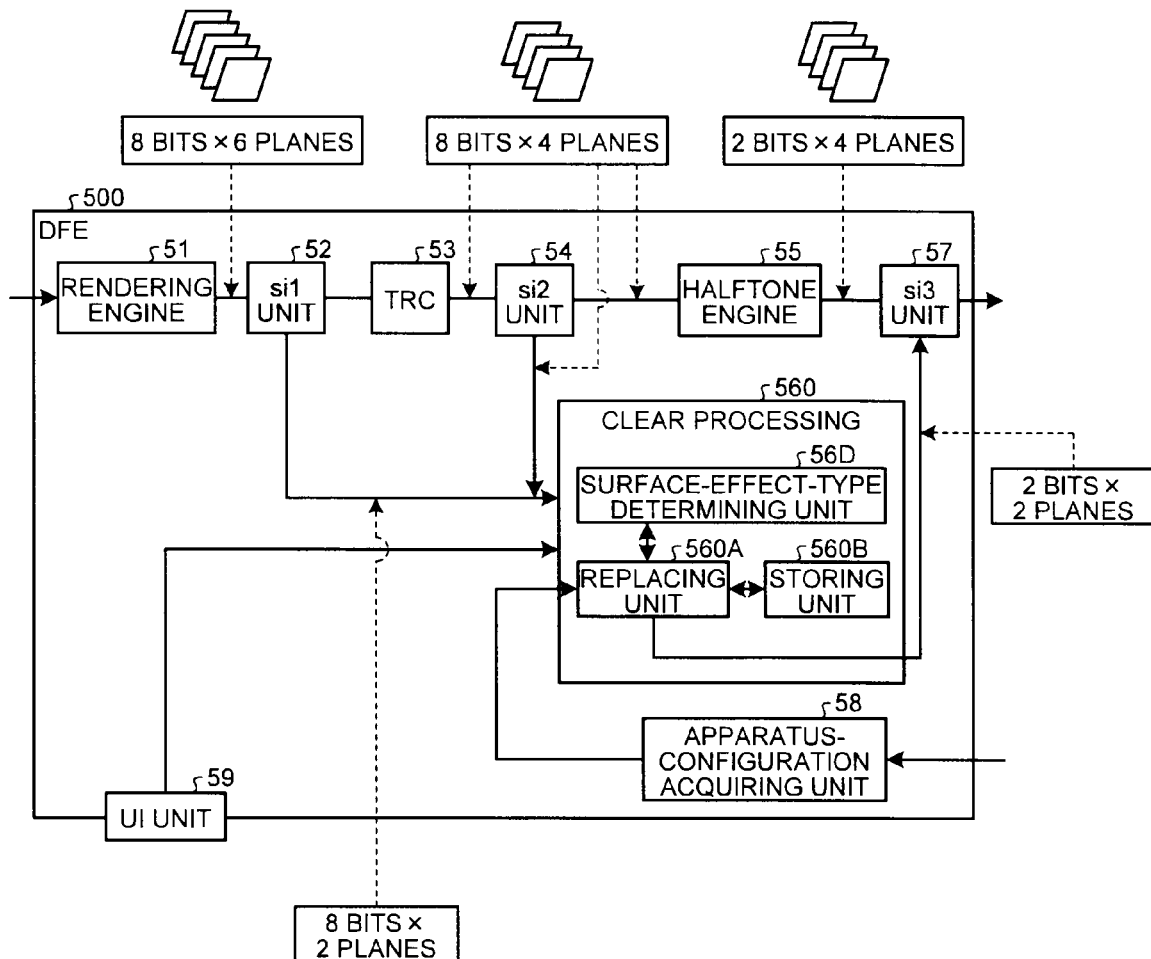 8 BITS × 6 PLANES
8 BITS × 4 PLANES
2 BITS × 4 PLANES
500
DFE
51
52
53
54
55
57
RENDERING
ENGINE
si1
UNIT
TRC
si2
UNIT
HALFTONE
ENGINE
si3
UNIT
560
CLEAR PROCESSING
56D
SURFACE-EFFECT-TYPE
DETERMINING UNIT
2 BITS ×
2 PLANES
560A
560B
REPLACING
UNIT
STORING
UNIT
58
APPARATUS-
CONFIGURATION
ACQUIRING UNIT
59
UI UNIT
8 BITS ×
2 PLANES